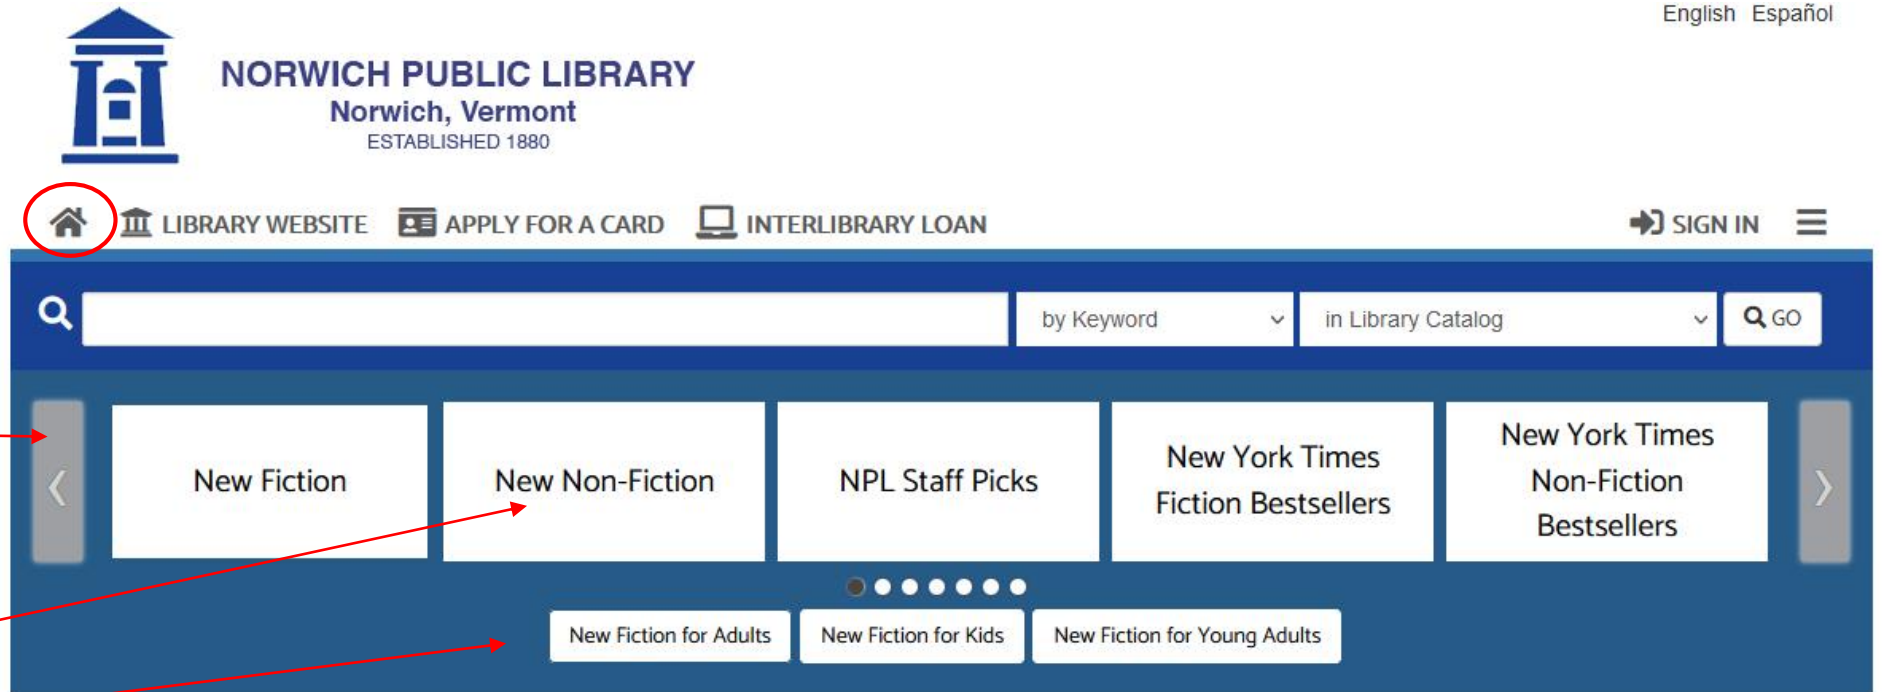 English Español
NORWICH PUBLIC LIBRARY
Norwich, Vermont
ESTABLISHED 1880
LIBRARY WEBSITE APPLY FOR A CARD INTERLIBRARY LOAN SIGN IN
by Keyword in Library Catalog GO
New Fiction
New Non-Fiction
NPL Staff Picks
New York Times
Fiction Bestsellers
New York Times
Non-Fiction
Bestsellers
New Fiction for Adults New Fiction for Kids New Fiction for Young Adults